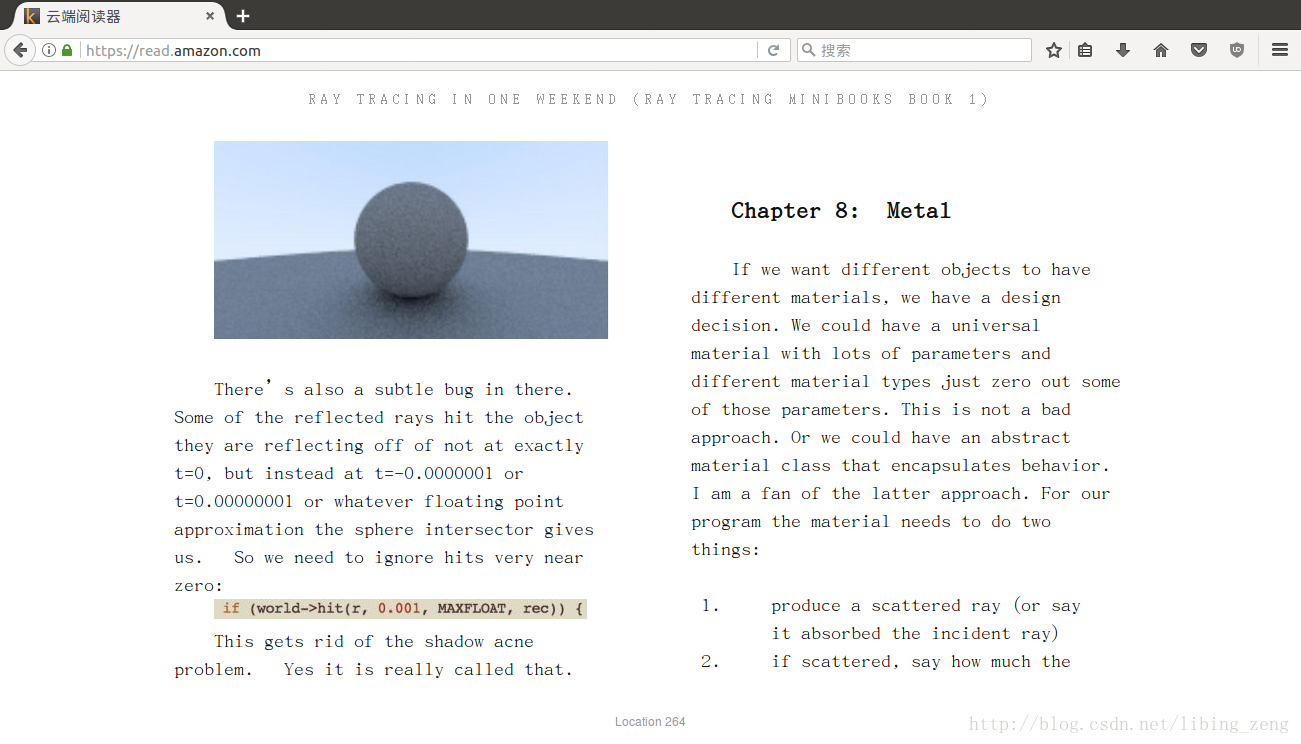 云端阅读器
https://read.amazon.com
搜索
RAY TRACING IN ONE WEEKEND (RAY TRACING MINIBOOKS BOOK 1)
There's also a subtle bug in there.
Some of the reflected rays hit the object
they are reflecting off of not at exactly
t=0, but instead at t=-0.0000001 or
t=0.00000001 or whatever floating point
approximation the sphere intersector gives
us. So we need to ignore hits very near
zero:
if (world->hit(r, 0.001, MAXFLOAT, rec)) {
This gets rid of the shadow acne
problem. Yes it is really called that.
Chapter 8: Metal
If we want different objects to have
different materials, we have a design
decision. We could have a universal
material with lots of parameters and
different material types just zero out some
of those parameters. This is not a bad
approach. Or we could have an abstract
material class that encapsulates behavior.
I am a fan of the latter approach. For our
program the material needs to do two
things:
1. produce a scattered ray (or say
it absorbed the incident ray)
2. if scattered, say how much the
Location 264
http://blog.csdn.net/libing_zeng